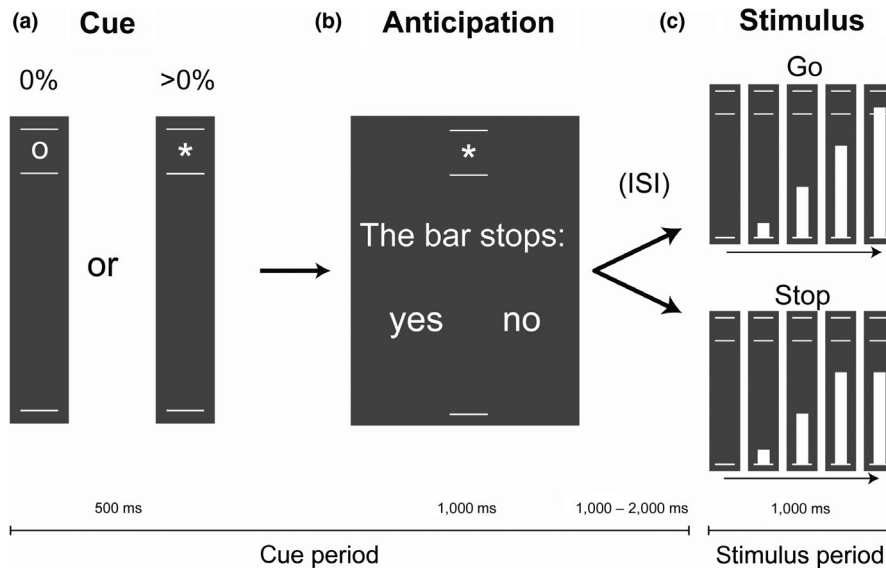 (a) Cue
0% >0%
o *
or
(b) Anticipation
*
The bar stops:
yes no
(ISI)
(c) Stimulus
Go
Stop
500 ms 1,000 ms 1,000 – 2,000 ms 1,000 ms
Cue period Stimulus period